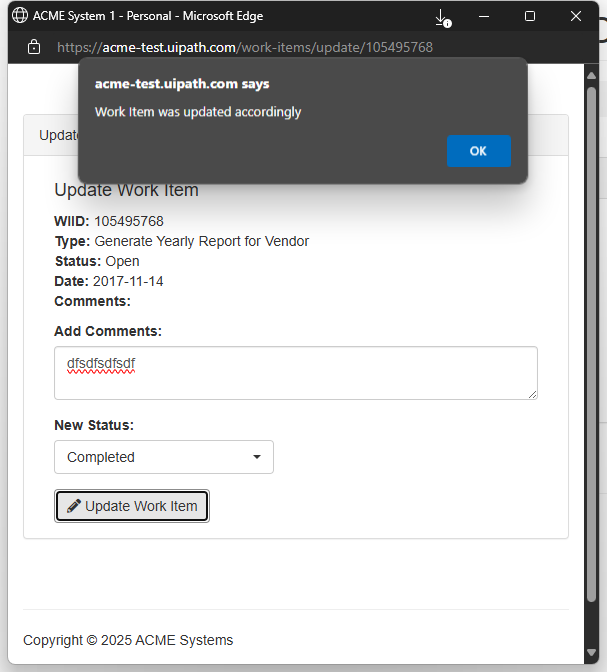 ACME System 1 - Personal - Microsoft Edge
https://acme-test.uipath.com/work-items/update/105495768
acme-test.uipath.com says
Work Item was updated accordingly
OK
Update Work Item
WIID: 105495768
Type: Generate Yearly Report for Vendor
Status: Open
Date: 2017-11-14
Comments:
Add Comments:
dfsdfsdfsdf
New Status:
Completed
Update Work Item
Copyright © 2025 ACME Systems